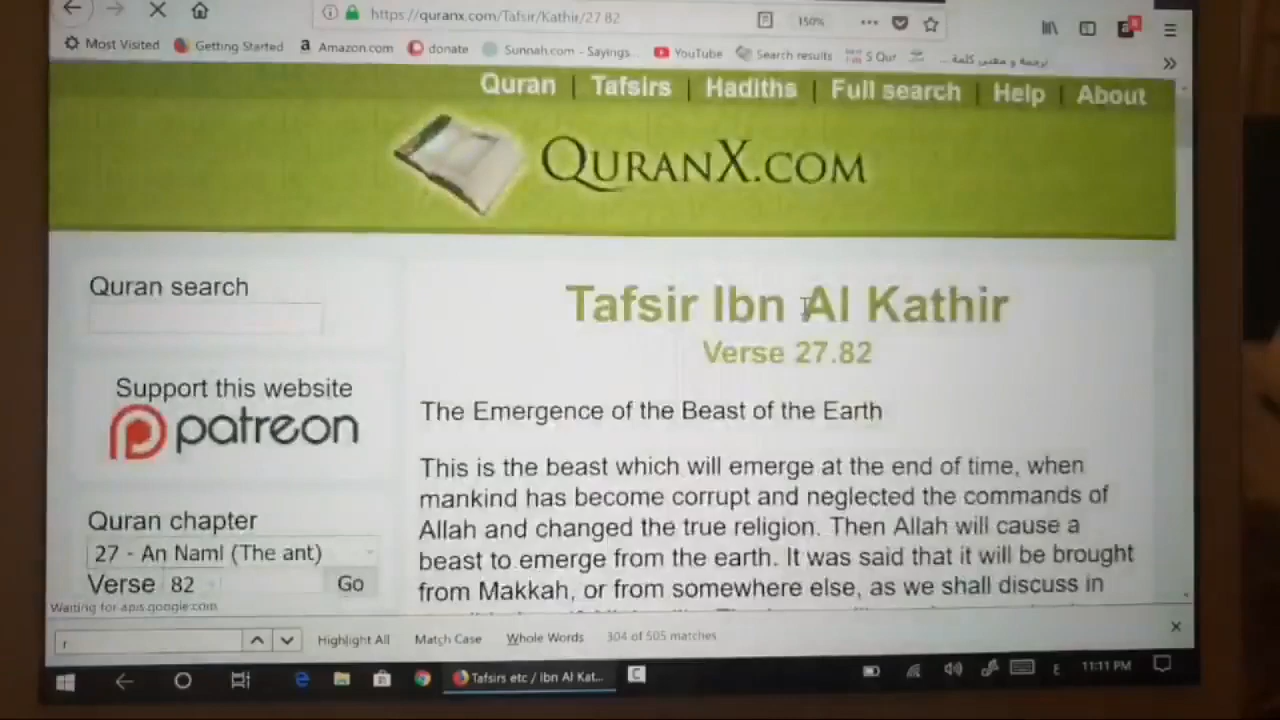 https://quranx.com/Tafsir/Kathir/27.82
150%
Most Visited
Getting Started
Amazon.com
donate
Sunnah.com - Sayings...
YouTube
Search results
S Qur
ترجمة و معنى كلمة ...
Quran | Tafsirs | Hadiths | Full search | Help | About
QURANX.COM
Quran search
Support this website
patreon
Quran chapter
27 - An Naml (The ant)
Verse 82 Go
Tafsir Ibn Al Kathir
Verse 27.82
The Emergence of the Beast of the Earth
This is the beast which will emerge at the end of time, when
mankind has become corrupt and neglected the commands of
Allah and changed the true religion. Then Allah will cause a
beast to emerge from the earth. It was said that it will be brought
from Makkah, or from somewhere else, as we shall discuss in
Waiting for apis.google.com
r Highlight All Match Case Whole Words 304 of 505 matches
Tafsirs etc / Ibn Al Kat...
ع
11:11 PM